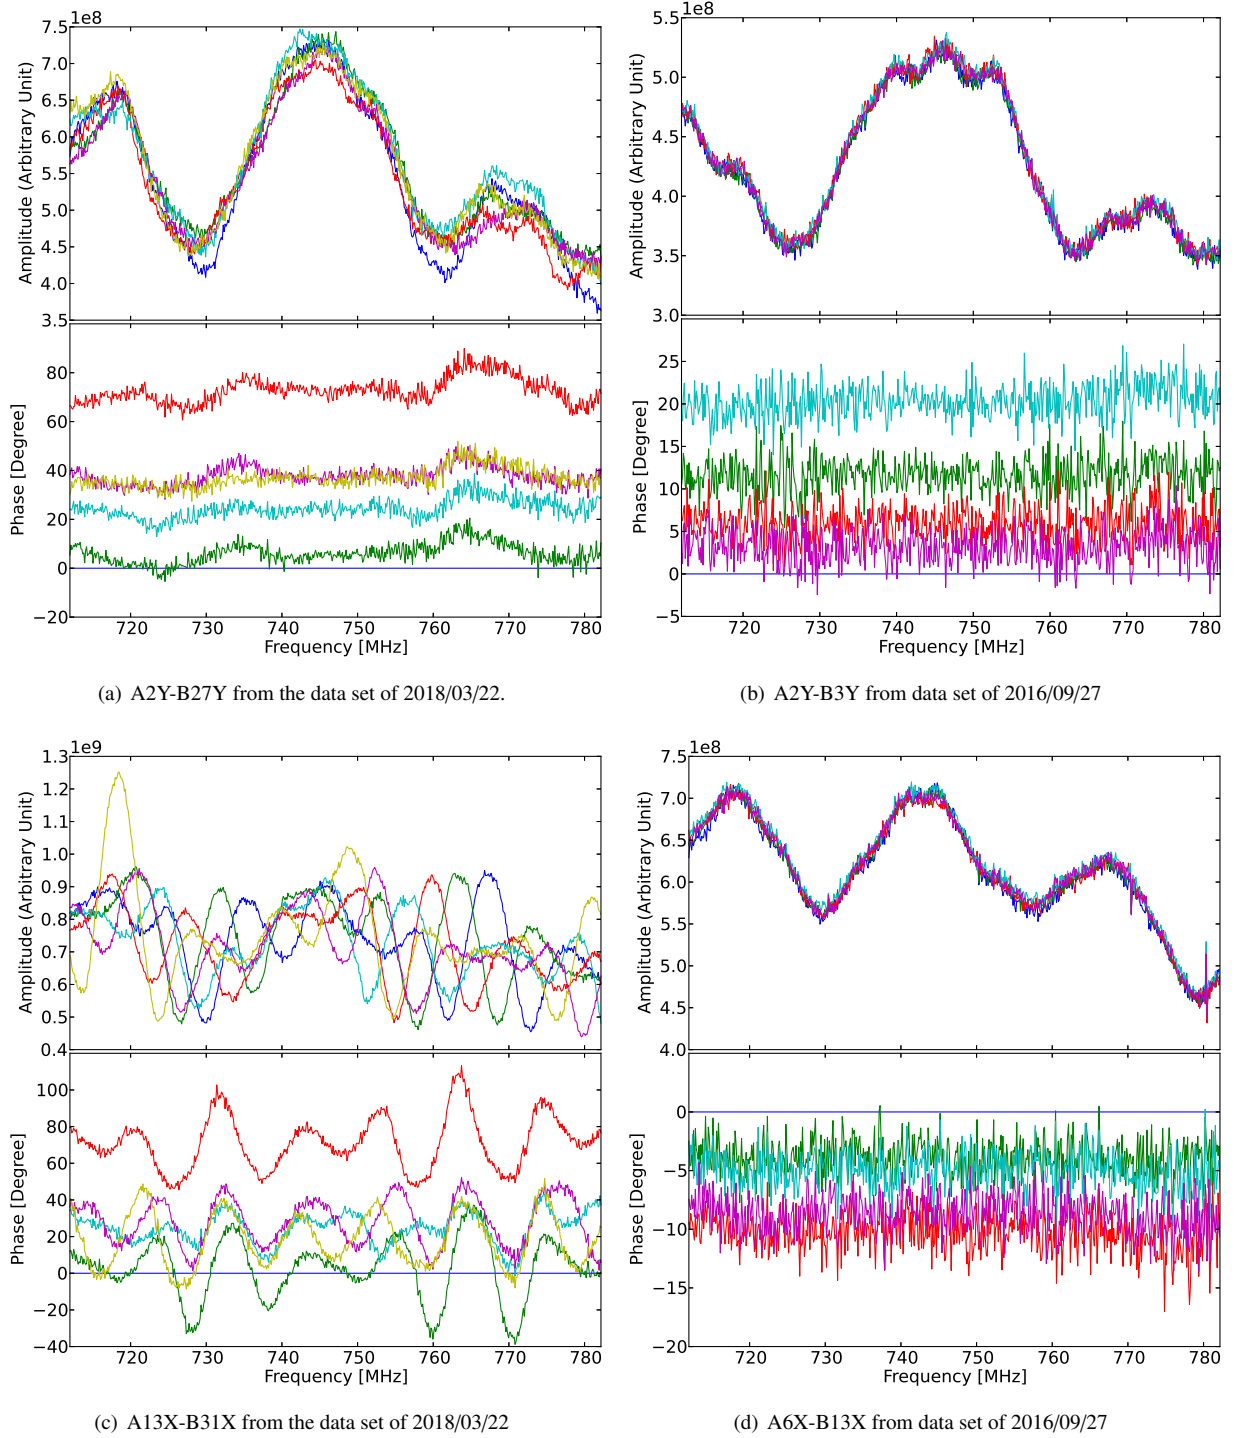 1e8
7.5
7.0
6.5
6.0
5.5
5.0
4.5
4.0
3.5
Amplitude (Arbitrary Unit)
80
60
40
20
0
−20
Phase [Degree]
720 730 740 750 760 770 780
Frequency [MHz]
(a) A2Y-B27Y from the data set of 2018/03/22.
1e8
5.5
5.0
4.5
4.0
3.5
3.0
Amplitude (Arbitrary Unit)
25
20
15
10
5
0
−5
Phase [Degree]
720 730 740 750 760 770 780
Frequency [MHz]
(b) A2Y-B3Y from data set of 2016/09/27
1e9
1.3
1.2
1.1
1.0
0.9
0.8
0.7
0.6
0.5
0.4
Amplitude (Arbitrary Unit)
100
80
60
40
20
0
−20
−40
Phase [Degree]
720 730 740 750 760 770 780
Frequency [MHz]
(c) A13X-B31X from the data set of 2018/03/22
1e8
7.5
7.0
6.5
6.0
5.5
5.0
4.5
4.0
Amplitude (Arbitrary Unit)
0
−5
−10
−15
−20
Phase [Degree]
720 730 740 750 760 770 780
Frequency [MHz]
(d) A6X-B13X from data set of 2016/09/27